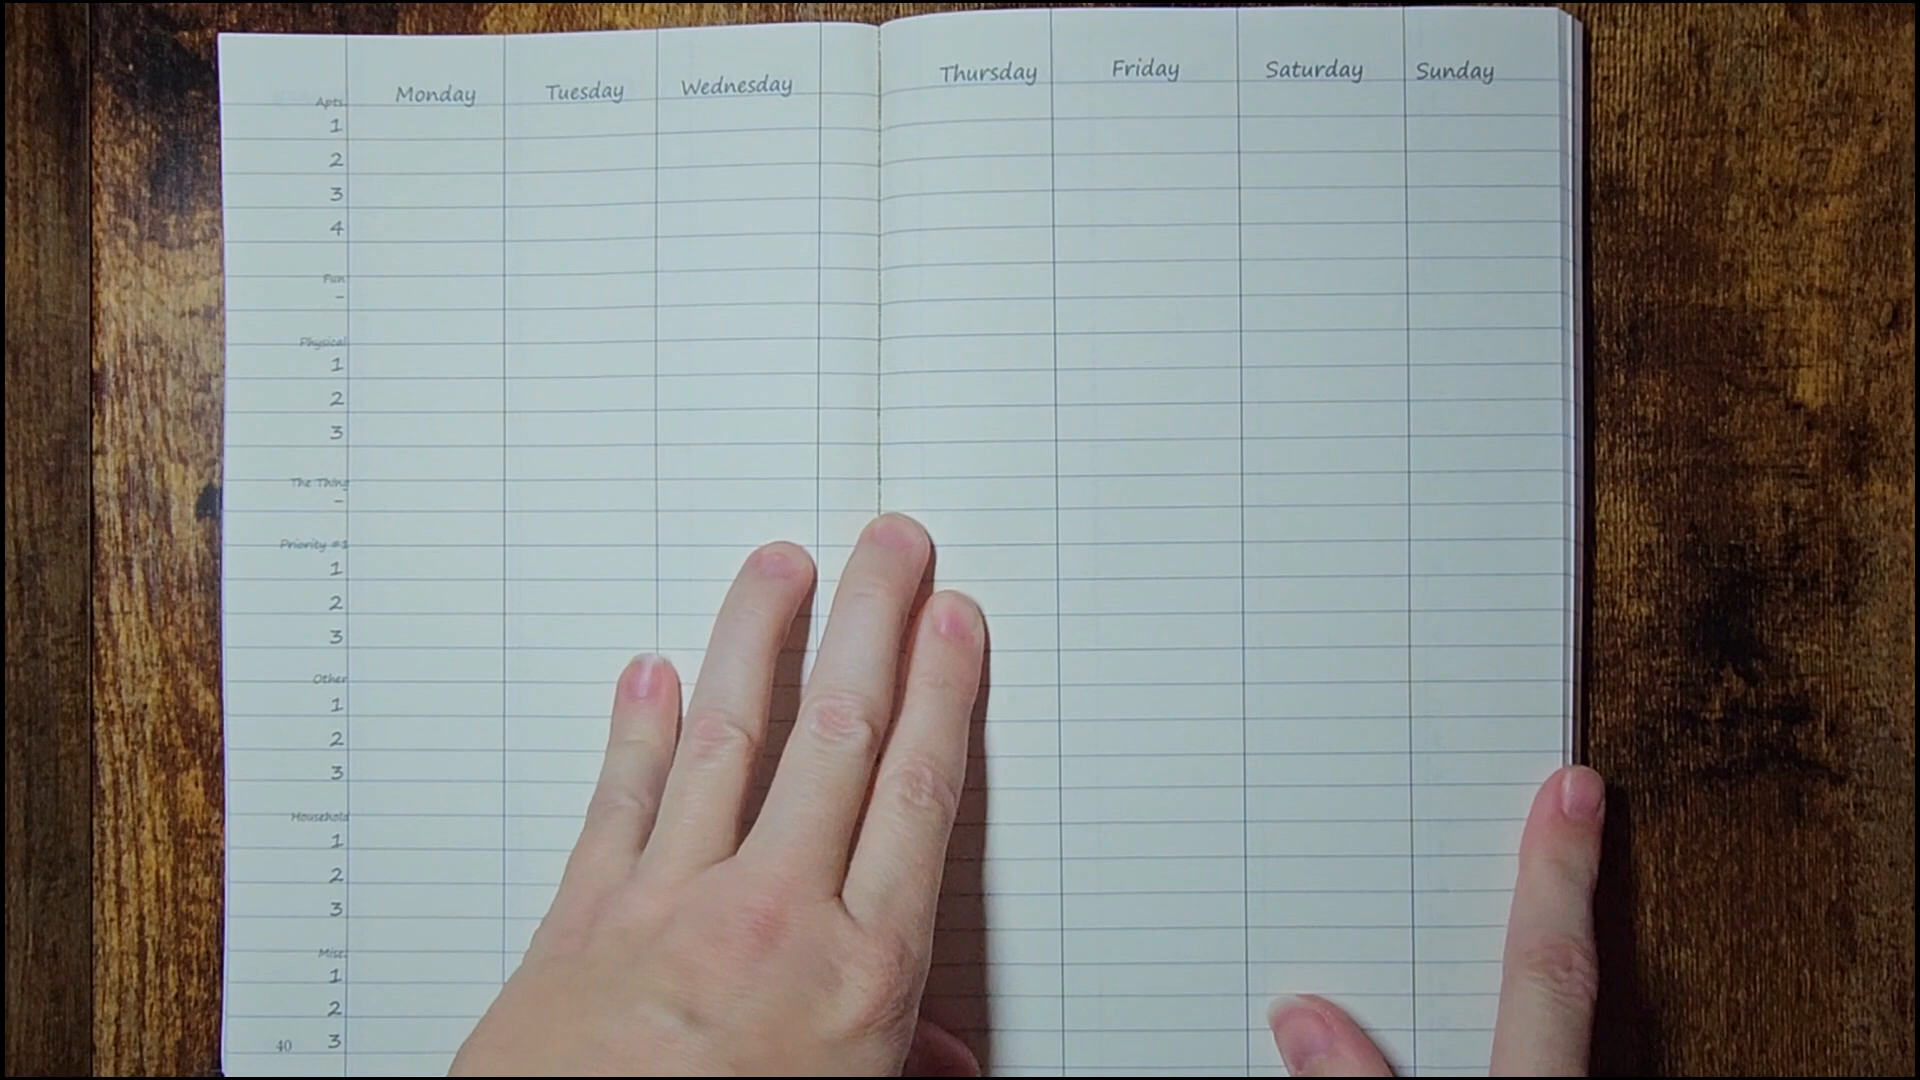 Monday Tuesday Wednesday Thursday Friday Saturday Sunday
Apts
1
2
3
4
Fun
–
Physical
1
2
3
The Thing
–
Priority #1
1
2
3
Other
1
2
3
Household
1
2
3
Misc.
1
2
3
40